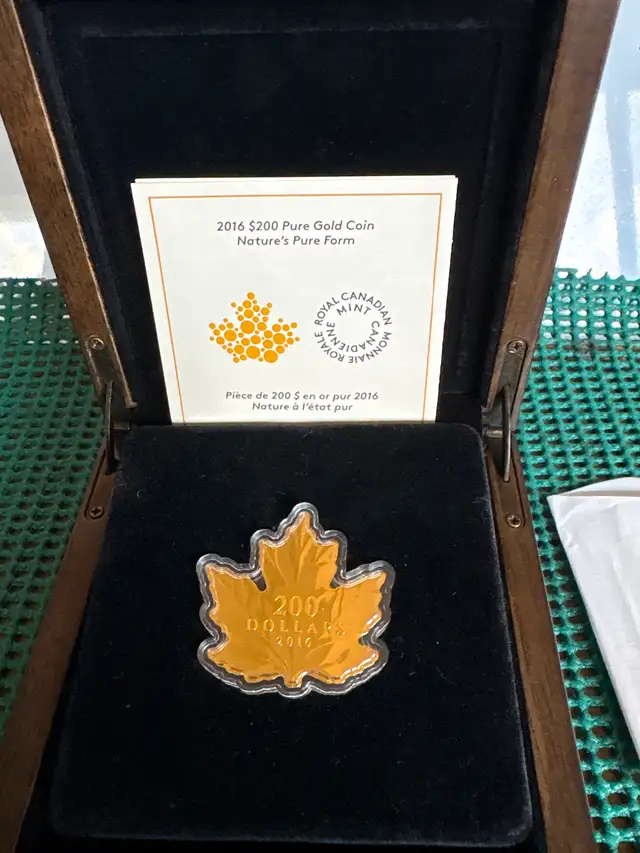 2016 $200 Pure Gold Coin
Nature's Pure Form
ROYAL CANADIAN MINT
MONNAIE ROYALE CANADIENNE
Pièce de 200 $ en or pur 2016
Nature à l'état pur
200
DOLLARS
2016